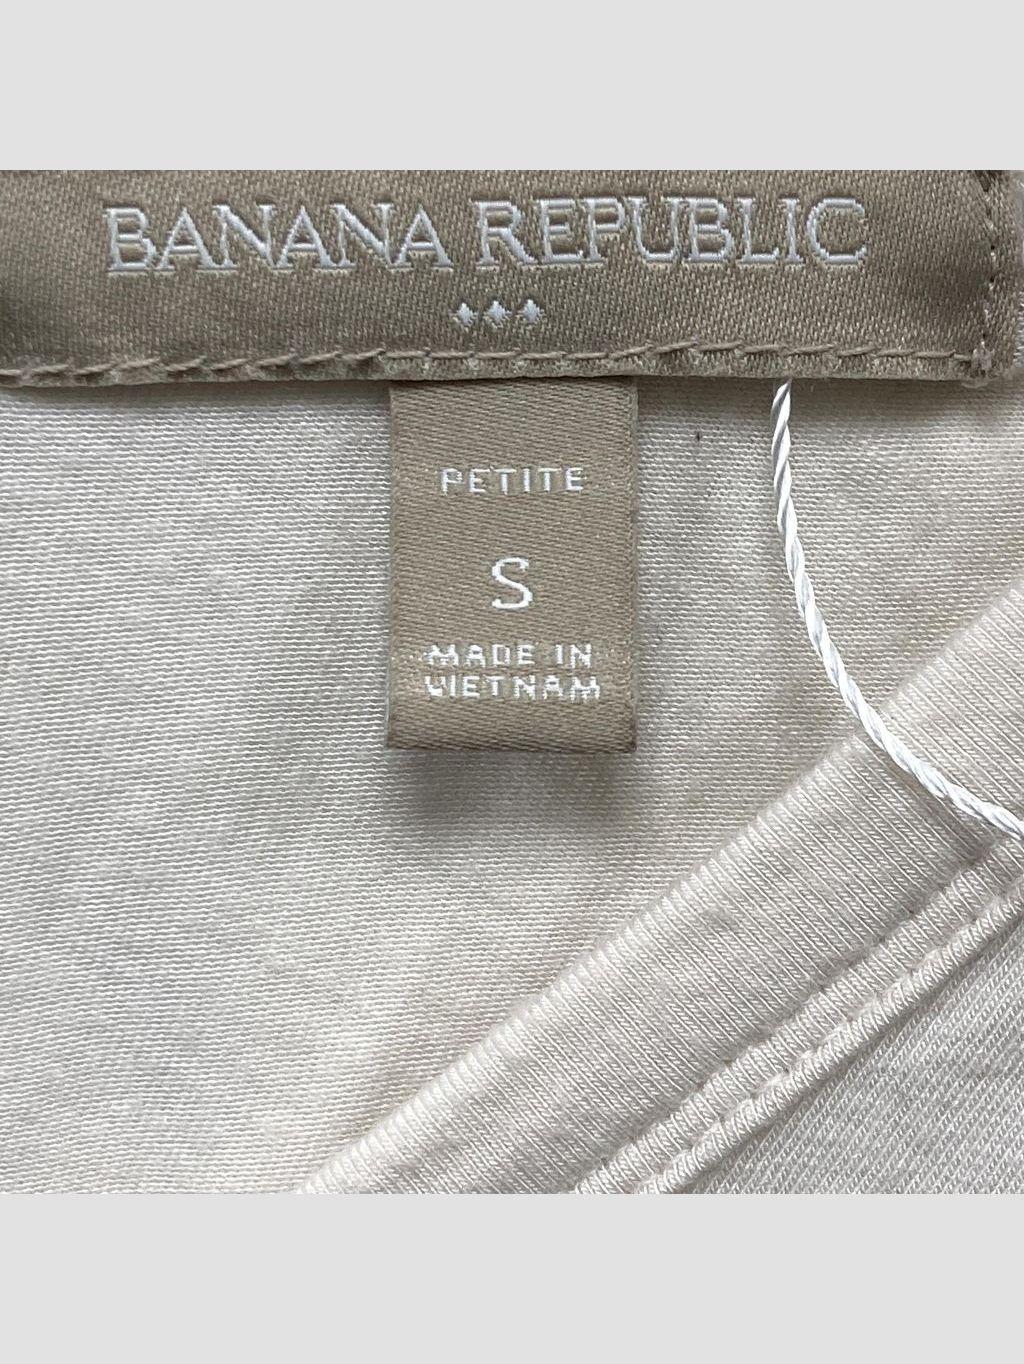 BANANA REPUBLIC
PETITE
S
MADE IN
VIETNAM